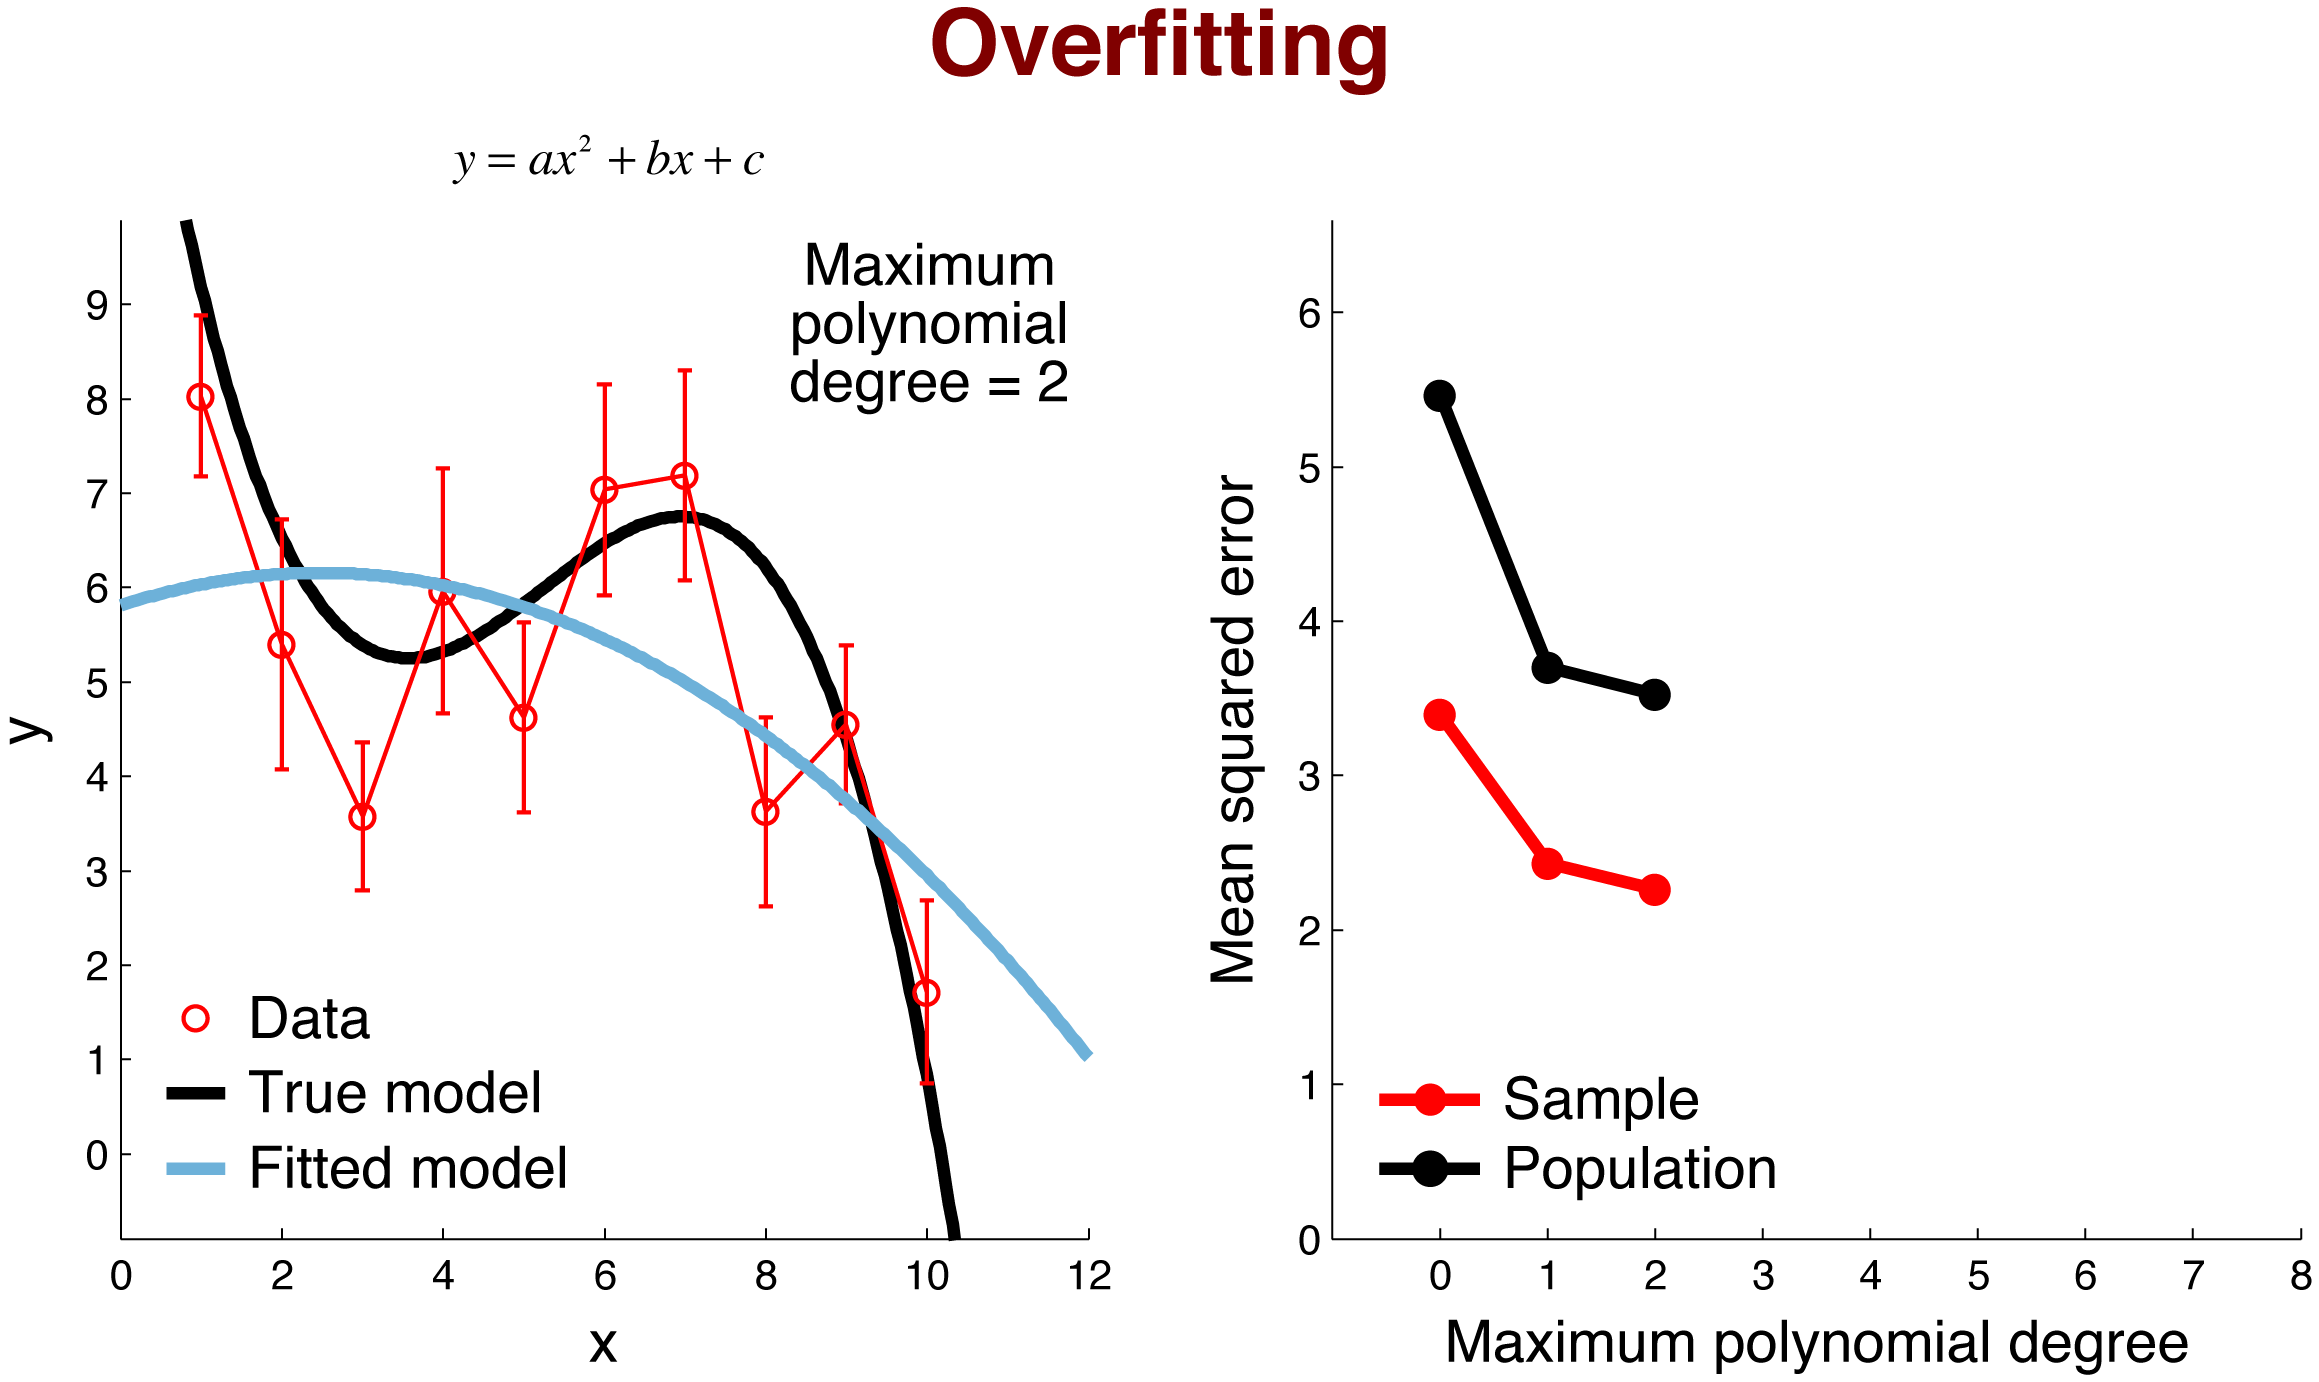 Overfitting
y = ax² + bx + c
Maximum
polynomial
degree = 2
9
8
7
6
5
4
3
2
1
0
y
Data
True model
Fitted model
0 2 4 6 8 10 12
x
6
5
4
3
2
1
0
Mean squared error
Sample
Population
0 1 2 3 4 5 6 7 8
Maximum polynomial degree